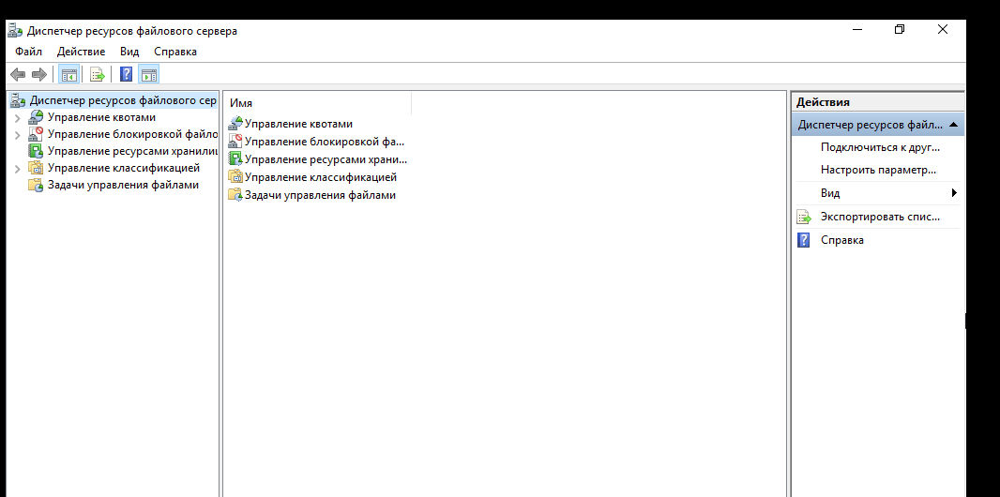 Диспетчер ресурсов файлового сервера
Файл Действие Вид Справка
Диспетчер ресурсов файлового сер
Управление квотами
Управление блокировкой файло
Управление ресурсами хранилищ
Управление классификацией
Задачи управления файлами
Имя
Управление квотами
Управление блокировкой фа...
Управление ресурсами храни...
Управление классификацией
Задачи управления файлами
Действия
Диспетчер ресурсов файл...
Подключиться к друг...
Настроить параметр...
Вид
Экспортировать спис...
Справка